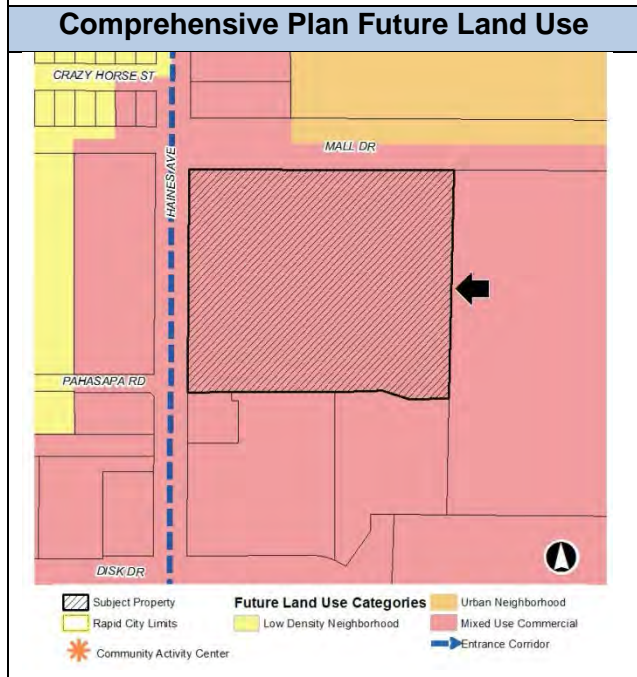 Comprehensive Plan Future Land Use
CRAZY HORSE ST
MALL DR
HAINES AVE
PAHASAPA RD
DISK DR
Subject Property
Rapid City Limits
Community Activity Center
Future Land Use Categories
Low Density Neighborhood
Urban Neighborhood
Mixed Use Commercial
Entrance Corridor